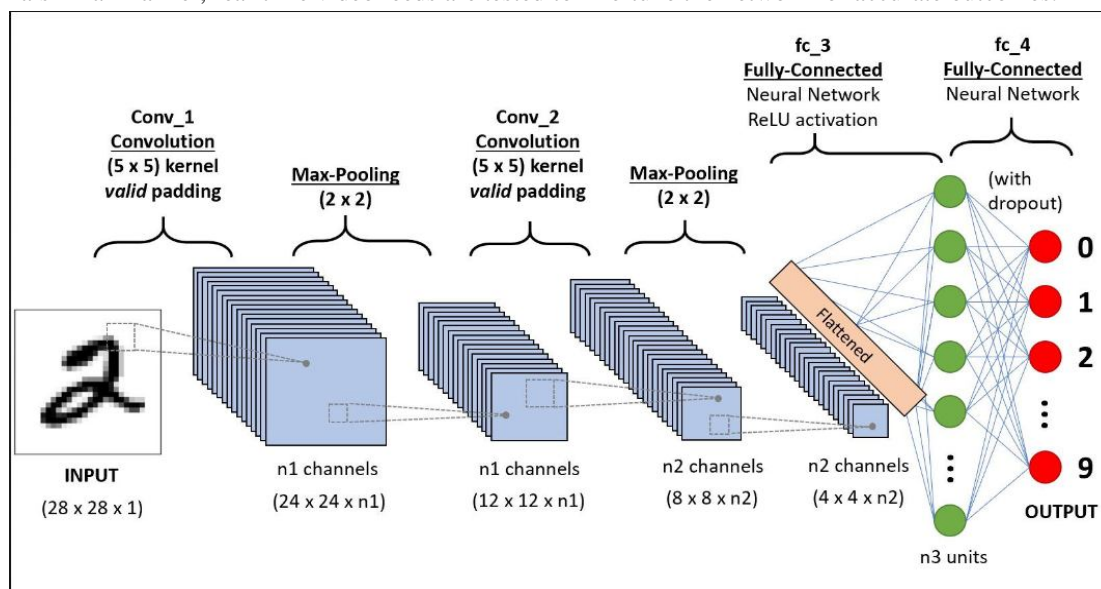 fc_3
Fully-Connected
Neural Network
ReLU activation
fc_4
Fully-Connected
Neural Network
Conv_1
Convolution
(5 x 5) kernel
valid padding
Max-Pooling
(2 x 2)
Conv_2
Convolution
(5 x 5) kernel
valid padding
Max-Pooling
(2 x 2)
(with
dropout)
2
INPUT
(28 x 28 x 1)
n1 channels
(24 x 24 x n1)
n1 channels
(12 x 12 x n1)
n2 channels
(8 x 8 x n2)
n2 channels
(4 x 4 x n2)
Flattened
n3 units
0
1
2
9
OUTPUT